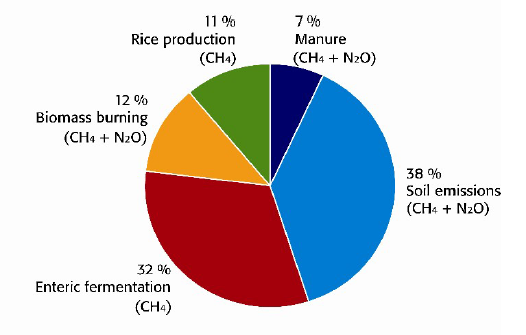 11 %
Rice production
(CH4)
7 %
Manure
(CH4 + N2O)
12 %
Biomass burning
(CH4 + N2O)
38 %
Soil emissions
(CH4 + N2O)
32 %
Enteric fermentation
(CH4)